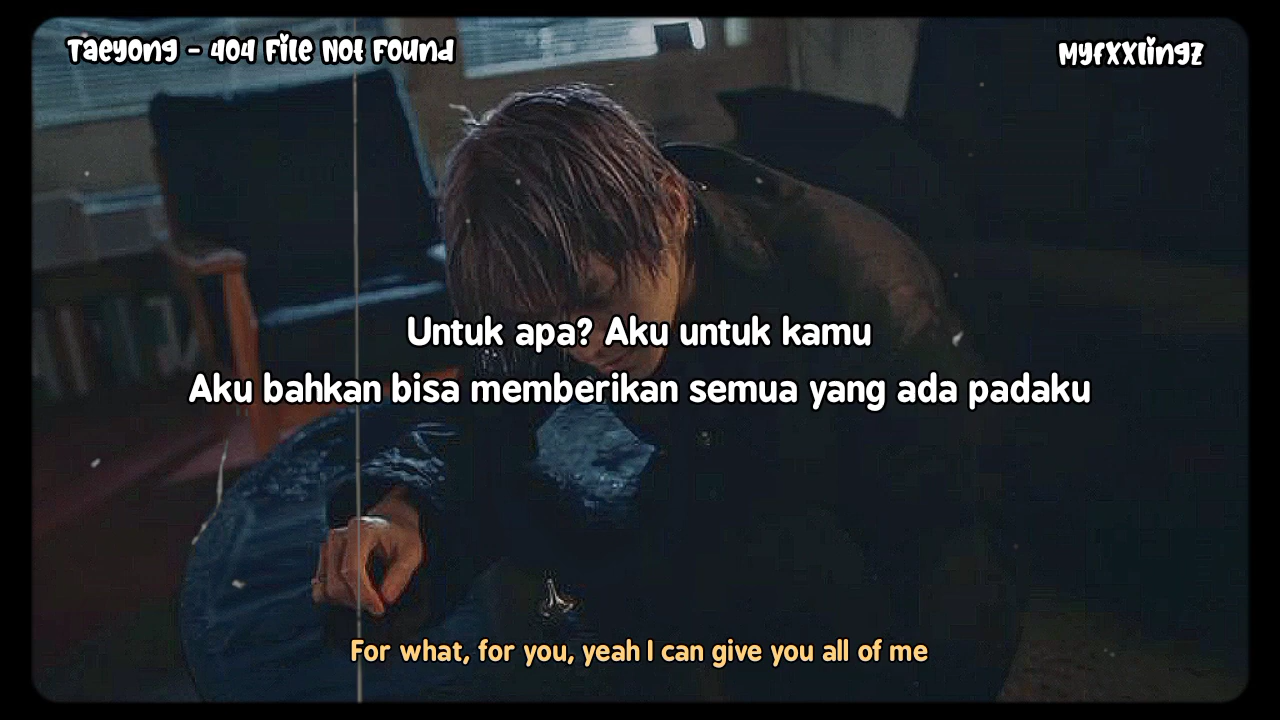 Taeyong - 404 File Not Found
MyfXXlingz
Untuk apa? Aku untuk kamu
Aku bahkan bisa memberikan semua yang ada padaku
For what, for you, yeah I can give you all of me